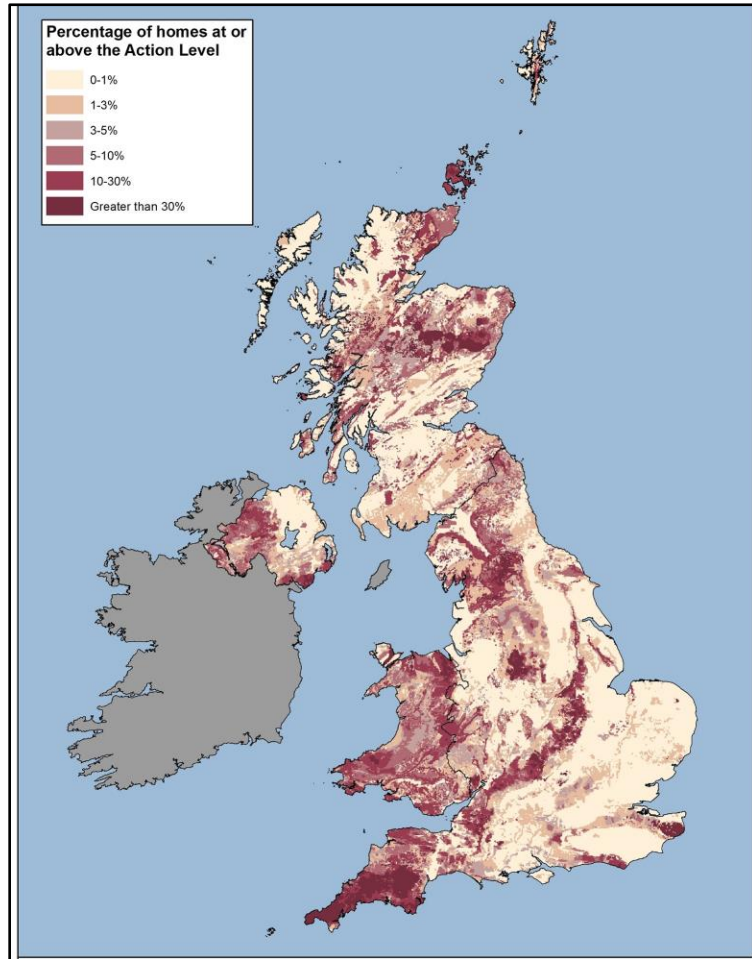 Percentage of homes at or
above the Action Level
0-1%
1-3%
3-5%
5-10%
10-30%
Greater than 30%